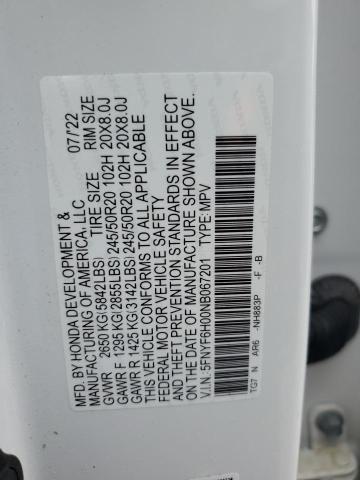 MFD. BY HONDA DEVELOPMENT &
MANUFACTURING OF AMERICA, LLC 07/'22
TIRE SIZE RIM SIZE
GVWR 2650 KG(5842LBS)
GAWR F 1295 KG(2855LBS) 245/50R20 102H 20X8.0J
GAWR R 1425 KG(3142LBS) 245/50R20 102H 20X8.0J
THIS VEHICLE CONFORMS TO ALL APPLICABLE
FEDERAL MOTOR VEHICLE SAFETY
AND THEFT PREVENTION STANDARDS IN EFFECT
ON THE DATE OF MANUFACTURE SHOWN ABOVE.
V.I.N: 5FNYF6H00NB067201 TYPE: MPV
TG7 N AR6 -NH883P -F -B